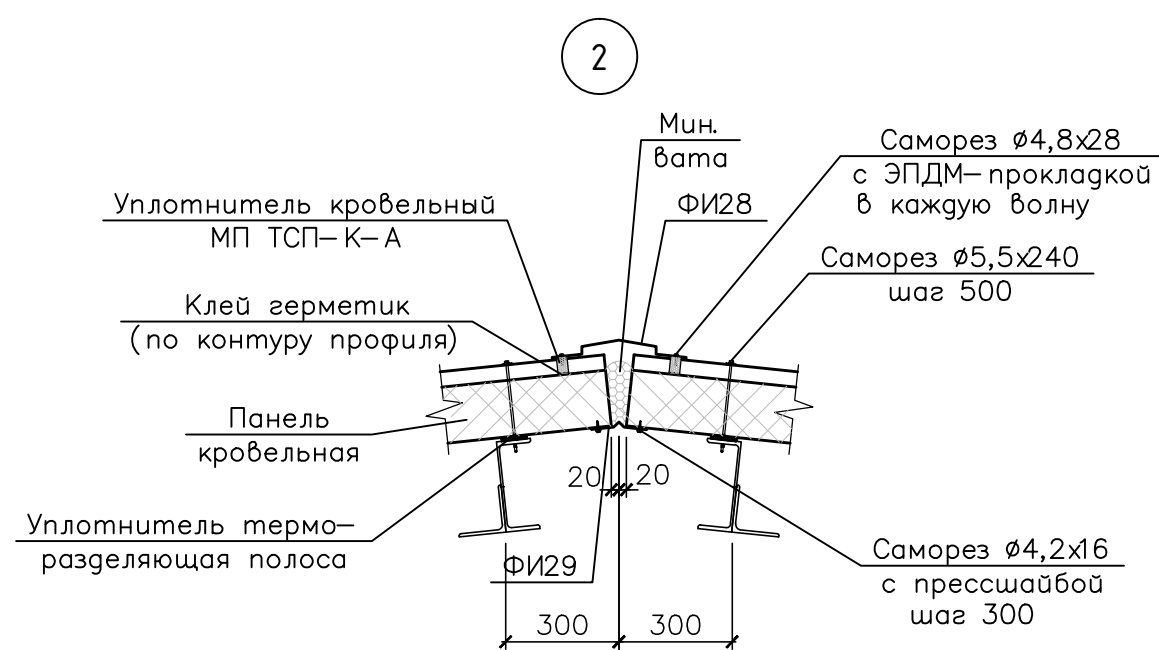 2
Мин.
вата
Саморез ø4,8х28
с ЭПДМ-прокладкой
в каждую волну
Уплотнитель кровельный
МП ТСП-К-А
ФИ28
Саморез ø5,5х240
шаг 500
Клей герметик
(по контуру профиля)
Панель
кровельная
20 20
Уплотнитель термо-
разделяющая полоса
ФИ29
Саморез ø4,2х16
с прессшайбой
шаг 300
300 300